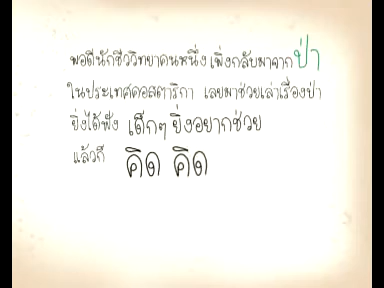 พอดีนักชีววิทยาคนหนึ่ง เพิ่งกลับมาจาก ป่า
ในประเทศคอสตาริกา เลยมาช่วยเล่าเรื่องป่า
ยิ่งได้ฟัง เด็กๆ ยิ่งอยากช่วย
แล้วก็ คิด คิด